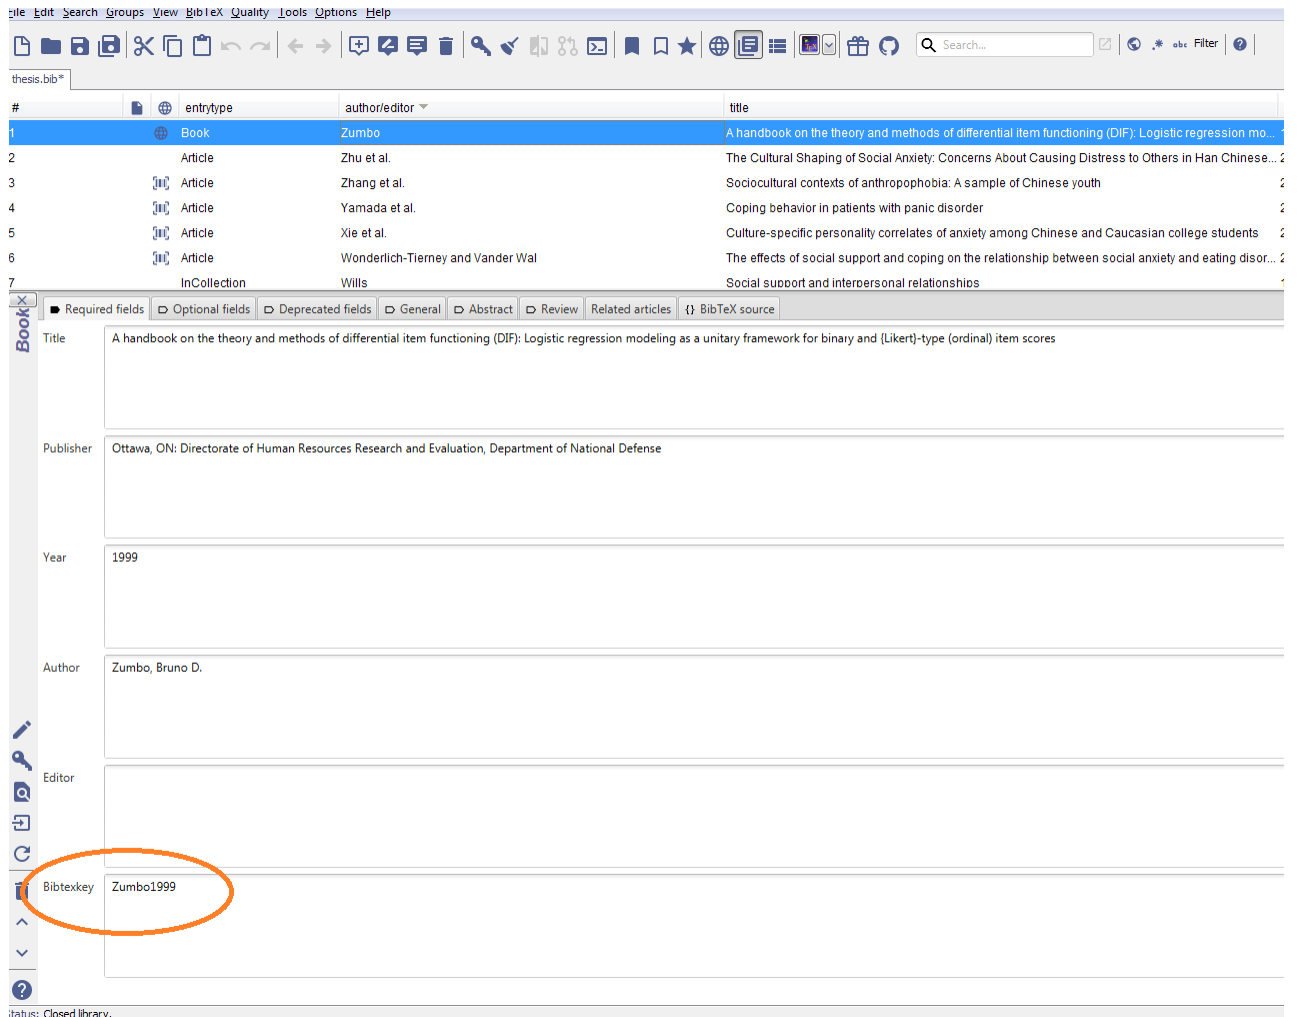 File Edit Search Groups View BibTeX Quality Tools Options Help
Search... abc Filter
thesis.bib*
# entrytype author/editor title
1 Book Zumbo A handbook on the theory and methods of differential item functioning (DIF): Logistic regression mo...
2 Article Zhu et al. The Cultural Shaping of Social Anxiety: Concerns About Causing Distress to Others in Han Chinese...
3 Article Zhang et al. Sociocultural contexts of anthropophobia: A sample of Chinese youth
4 Article Yamada et al. Coping behavior in patients with panic disorder
5 Article Xie et al. Culture-specific personality correlates of anxiety among Chinese and Caucasian college students
6 Article Wonderlich-Tierney and Vander Wal The effects of social support and coping on the relationship between social anxiety and eating disor...
7 InCollection Wills Social support and interpersonal relationships
Book
Required fields Optional fields Deprecated fields General Abstract Review Related articles {} BibTeX source
Title A handbook on the theory and methods of differential item functioning (DIF): Logistic regression modeling as a unitary framework for binary and {Likert}-type (ordinal) item scores
Publisher Ottawa, ON: Directorate of Human Resources Research and Evaluation, Department of National Defense
Year 1999
Author Zumbo, Bruno D.
Editor
Bibtexkey Zumbo1999
Status: Closed library.